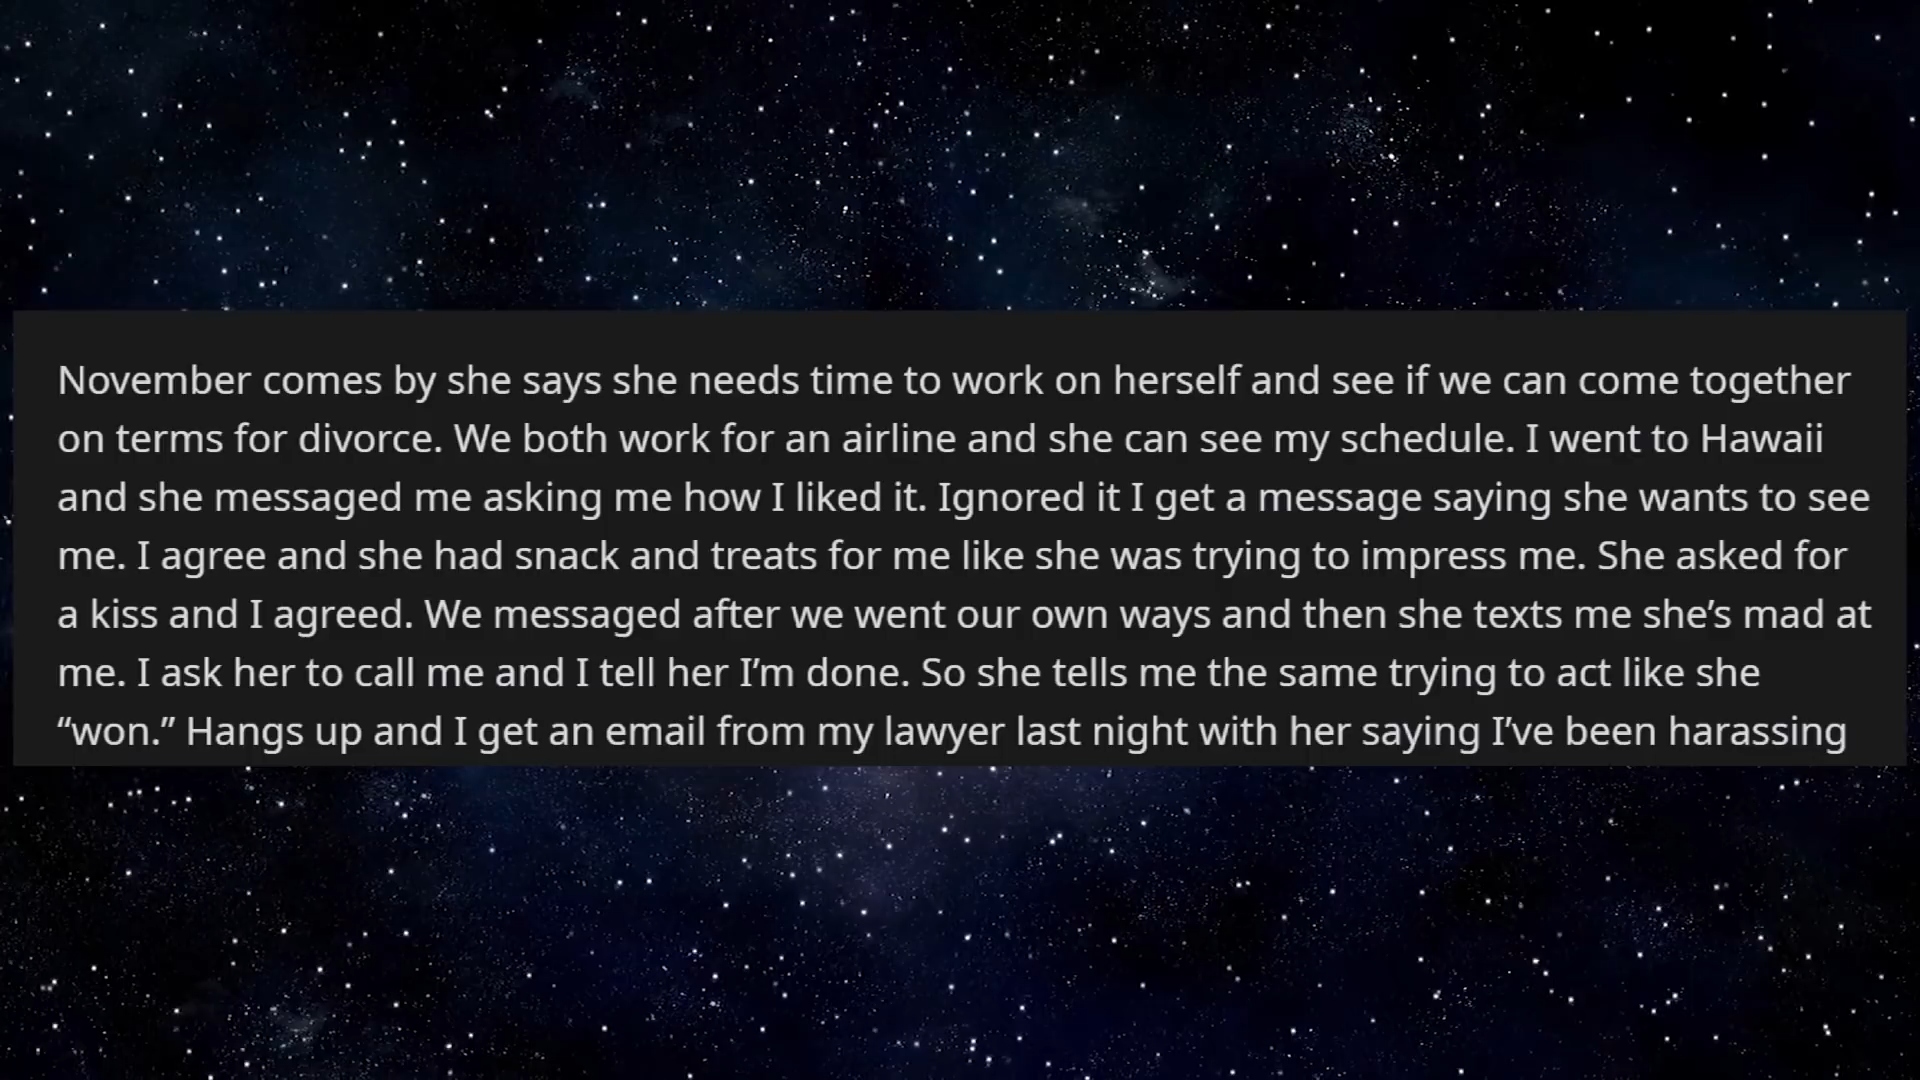 November comes by she says she needs time to work on herself and see if we can come together
on terms for divorce. We both work for an airline and she can see my schedule. I went to Hawaii
and she messaged me asking me how I liked it. Ignored it I get a message saying she wants to see
me. I agree and she had snack and treats for me like she was trying to impress me. She asked for
a kiss and I agreed. We messaged after we went our own ways and then she texts me she’s mad at
me. I ask her to call me and I tell her I’m done. So she tells me the same trying to act like she
“won.” Hangs up and I get an email from my lawyer last night with her saying I’ve been harassing